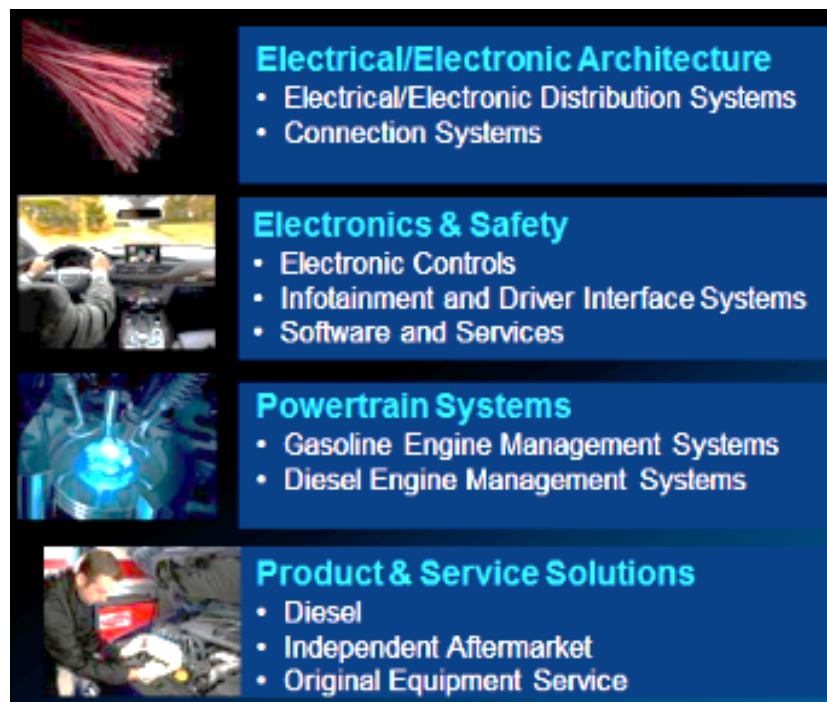 Electrical/Electronic Architecture
• Electrical/Electronic Distribution Systems
• Connection Systems
Electronics & Safety
• Electronic Controls
• Infotainment and Driver Interface Systems
• Software and Services
Powertrain Systems
• Gasoline Engine Management Systems
• Diesel Engine Management Systems
Product & Service Solutions
• Diesel
• Independent Aftermarket
• Original Equipment Service